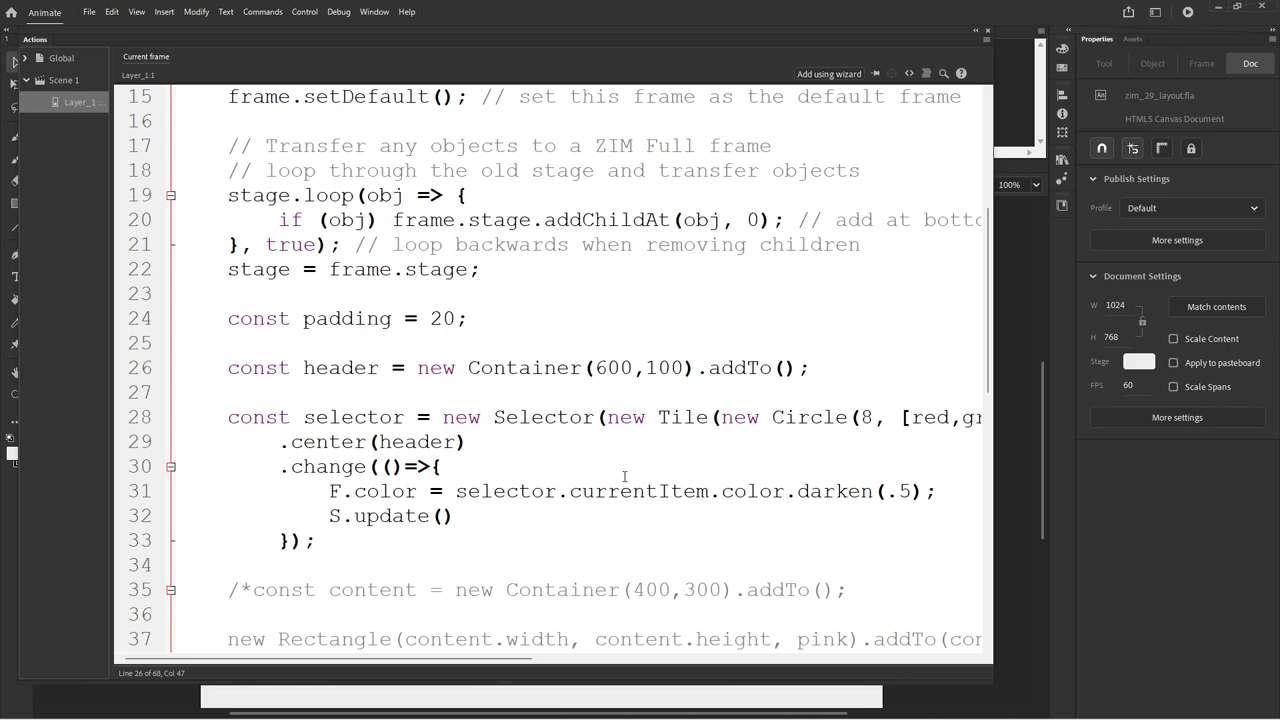 Animate File Edit View Insert Modify Text Commands Control Debug Window Help
Actions
Global
Scene 1
Layer_1 :...
Current frame
Layer_1:1
Add using wizard
15 frame.setDefault(); // set this frame as the default frame
16
17 // Transfer any objects to a ZIM Full frame
18 // loop through the old stage and transfer objects
19 stage.loop(obj => {
20 if (obj) frame.stage.addChildAt(obj, 0); // add at botto
21 }, true); // loop backwards when removing children
22 stage = frame.stage;
23
24 const padding = 20;
25
26 const header = new Container(600,100).addTo();
27
28 const selector = new Selector(new Tile(new Circle(8, [red,gr
29 .center(header)
30 .change(()=>{
31 F.color = selector.currentItem.color.darken(.5);
32 S.update()
33 });
34
35 /*const content = new Container(400,300).addTo();
36
37 new Rectangle(content.width, content.height, pink).addTo(con
Line 26 of 68, Col 47
100%
Properties Assets
Tool Object Frame Doc
An zim_29_layout.fla
HTML5 Canvas Document
Publish Settings
Profile Default
More settings
Document Settings
W 1024 Match contents
H 768 Scale Content
Stage Apply to pasteboard
FPS 60 Scale Spans
More settings